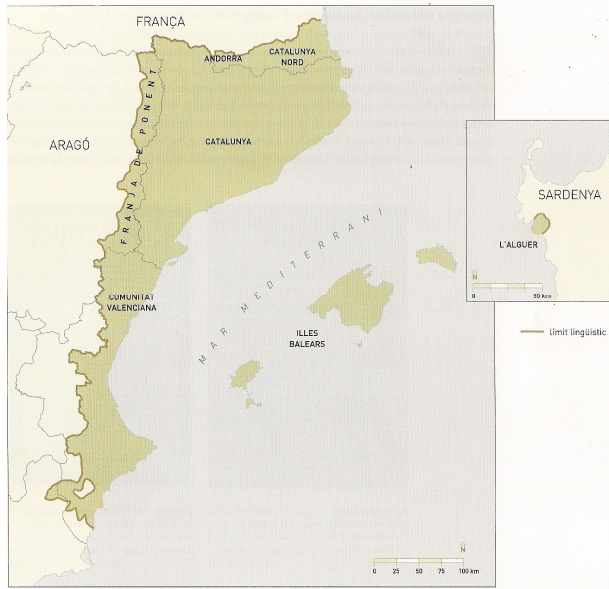 FRANÇA
ANDORRA
CATALUNYA
NORD
FRANJA DE PONENT
ARAGÓ
CATALUNYA
SARDENYA
L'ALGUER
N
0 50 km
COMUNITAT
VALENCIANA
MAR MEDITERRANI
ILLES
BALEARS
límit lingüístic
N
0 25 50 75 100 km